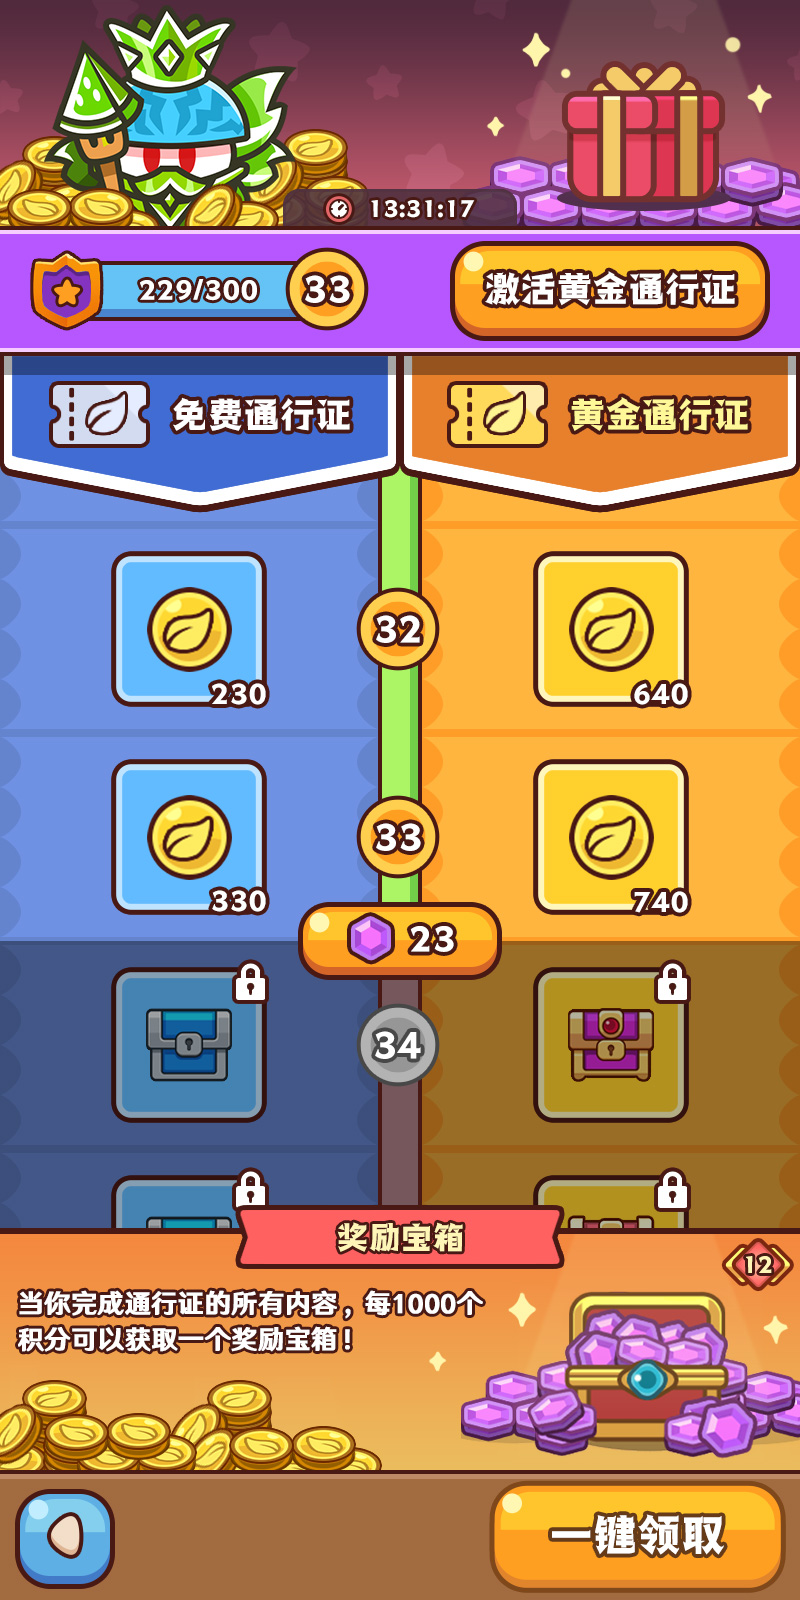 13:31:17
229/300
33
激活黄金通行证
免费通行证
黄金通行证
230
32
640
330
33
740
23
34
奖励宝箱
12
当你完成通行证的所有内容，每1000个
积分可以获取一个奖励宝箱！
一键领取